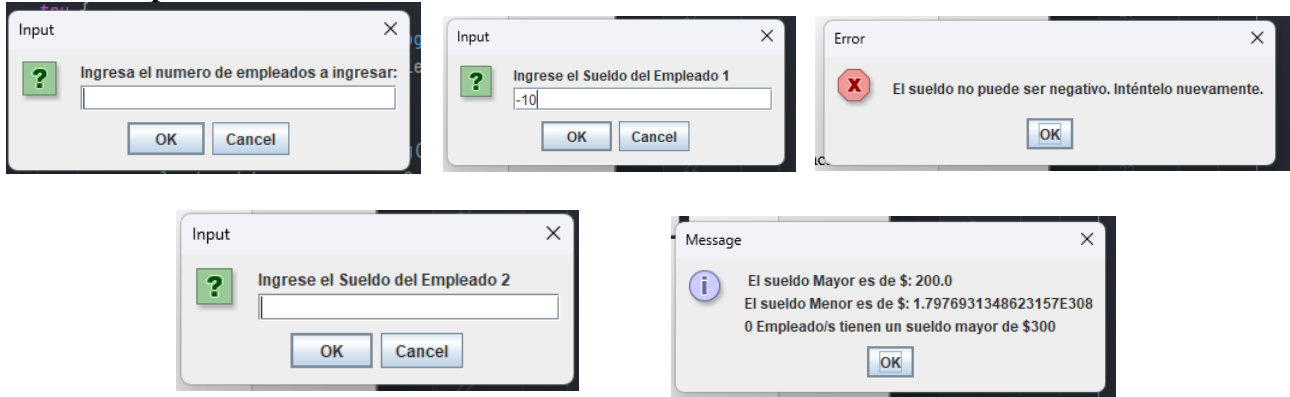 Input
Ingresa el numero de empleados a ingresar:
OK Cancel
Input
Ingrese el Sueldo del Empleado 1
-10
OK Cancel
Error
El sueldo no puede ser negativo. Inténtelo nuevamente.
OK
Input
Ingrese el Sueldo del Empleado 2
OK Cancel
Message
El sueldo Mayor es de $: 200.0
El sueldo Menor es de $: 1.7976931348623157E308
0 Empleado/s tienen un sueldo mayor de $300
OK